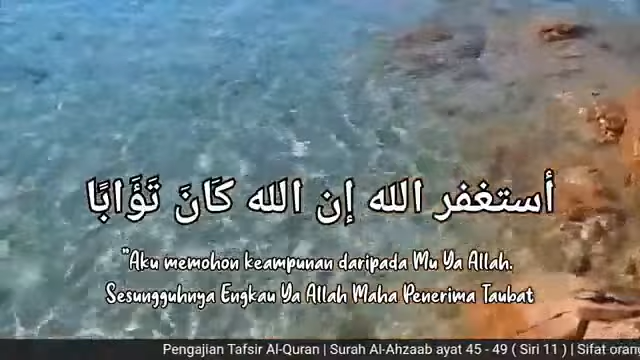 أستغفر الله إن الله كَانَ تَؤَابًا
"Aku memohon keampunan daripada Mu Ya Allah.
Sesungguhnya Engkau Ya Allah Maha Penerima Taubat
Pengajian Tafsir Al-Quran | Surah Al-Ahzaab ayat 45 - 49 ( Siri 11 ) | Sifat oran